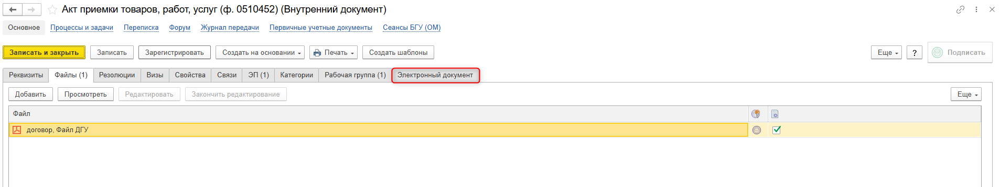 Акт приемки товаров, работ, услуг (ф. 0510452) (Внутренний документ)
Основное Процессы и задачи Переписка Форум Журнал передачи Первичные учетные документы Сеансы БГУ (ОМ)
Записать и закрыть Записать Зарегистрировать Создать на основании Печать Создать шаблоны Еще ? Подписать
Реквизиты Файлы (1) Резолюции Визы Свойства Связи ЭП (1) Категории Рабочая группа (1) Электронный документ
Добавить Просмотреть Редактировать Закончить редактирование Еще
Файл
договор, Файл ДГУ